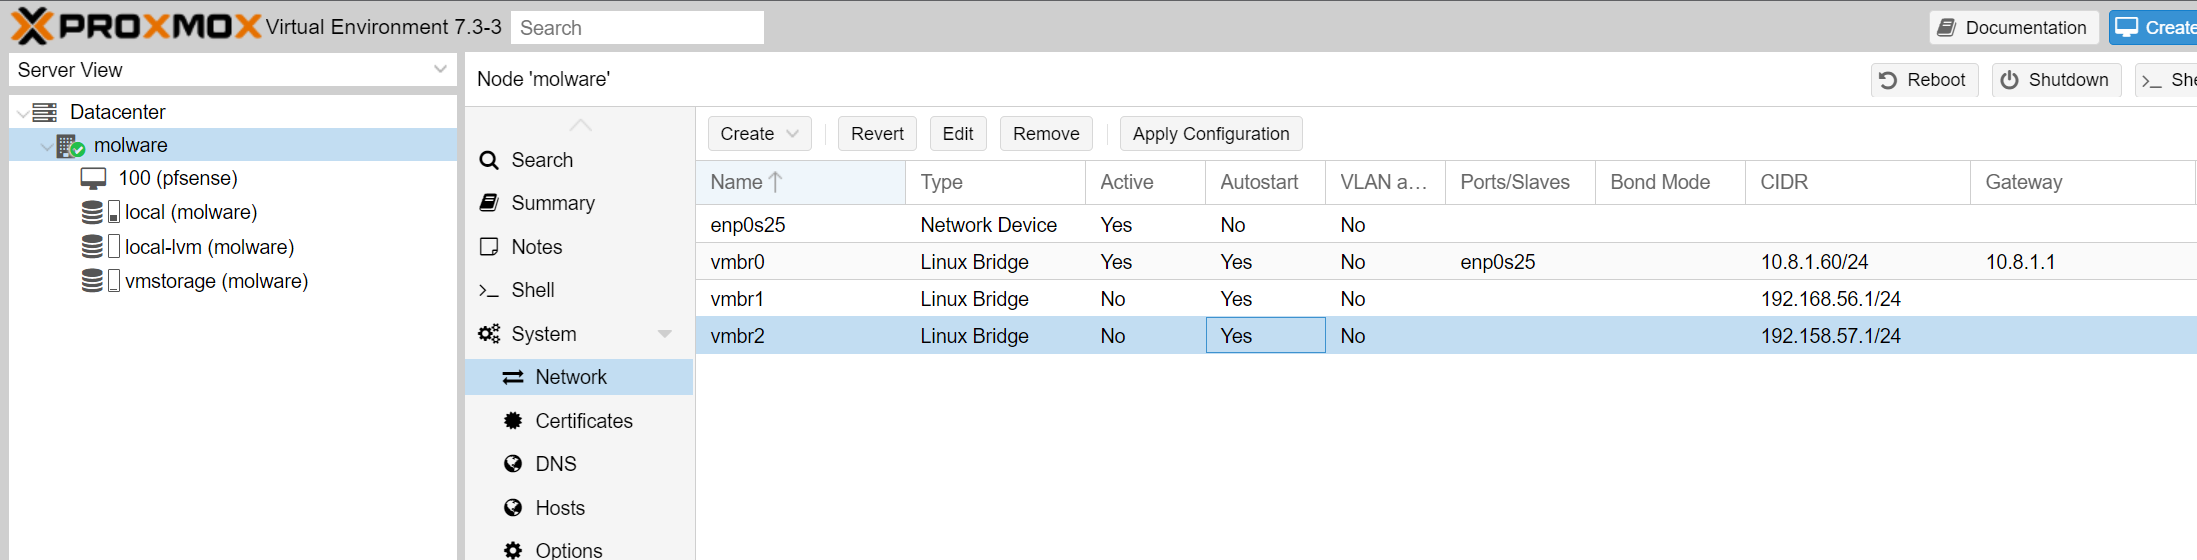 PROXMOX Virtual Environment 7.3-3 Search Documentation Create
Server View
Node 'molware' Reboot Shutdown >_ She
Datacenter
molware
100 (pfsense)
local (molware)
local-lvm (molware)
vmstorage (molware)
Search
Summary
Notes
>_ Shell
System
Network
Certificates
DNS
Hosts
Options
Create Revert Edit Remove Apply Configuration
Name Type Active Autostart VLAN a... Ports/Slaves Bond Mode CIDR Gateway
enp0s25 Network Device Yes No No
vmbr0 Linux Bridge Yes Yes No enp0s25 10.8.1.60/24 10.8.1.1
vmbr1 Linux Bridge No Yes No 192.168.56.1/24
vmbr2 Linux Bridge No Yes No 192.158.57.1/24